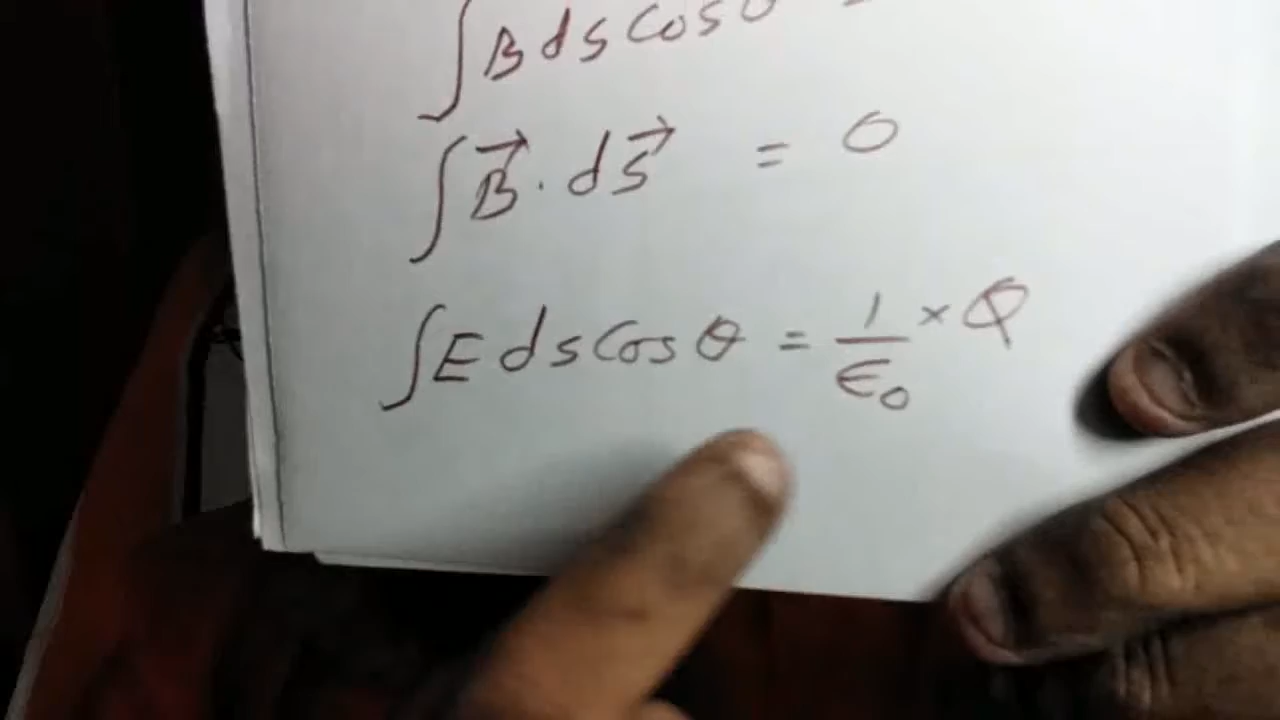 ∫B ds Cos θ =
∫B⃗ . ds⃗ = 0
∫E ds Cos θ = 1/ϵ₀ × Q